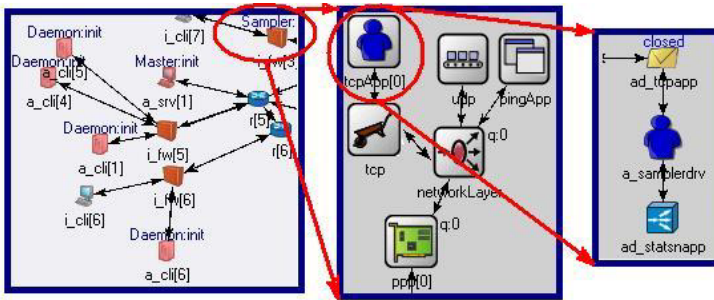 i_cli[7]
Sampler:
i_fw[3
Daemon:init
a_cli[5]
a_cli[4]
Master:init
a_srv[1]
r[5]
Daemon:init
a_cli[1]
i_fw[5]
r[6]
i_cli[6]
i_fw[6]
Daemon:init
a_cli[6]
tcpApp[0]
udp
pingApp
tcp
q:0
networkLayer
q:0
ppp[0]
closed
ad_tcpapp
a_samplerdrv
ad_statsnapp